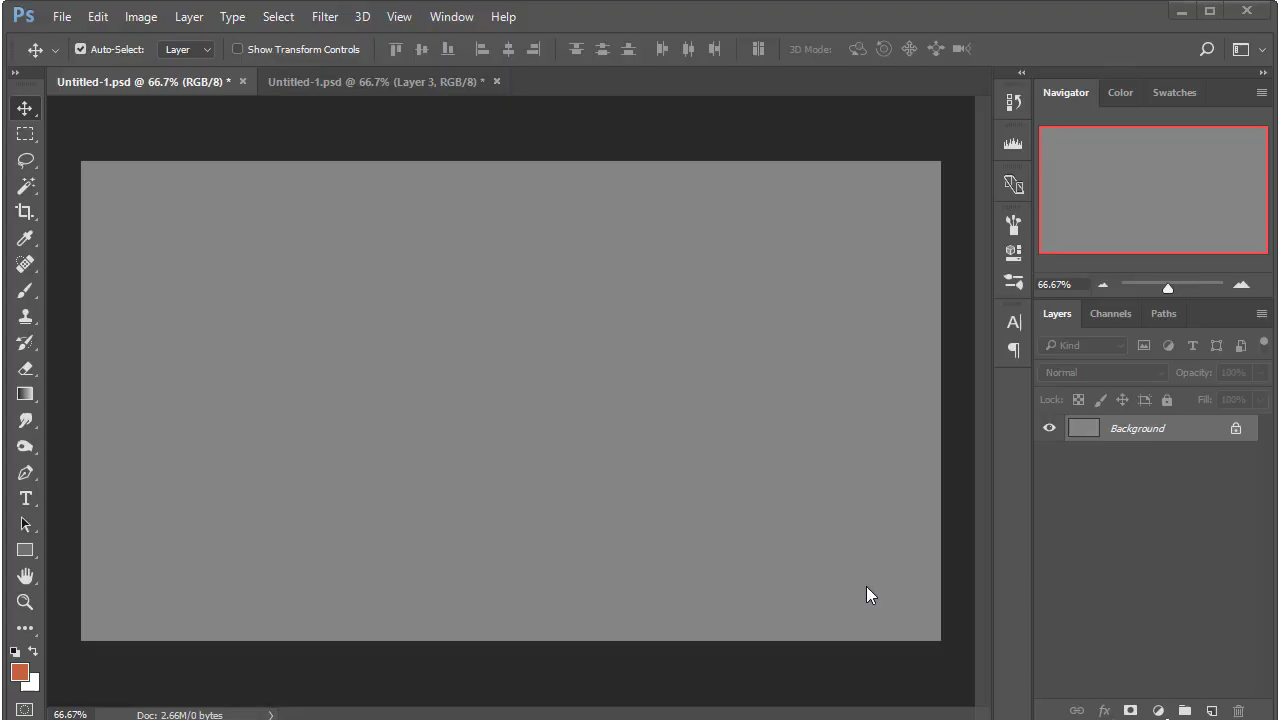 Ps File Edit Image Layer Type Select Filter 3D View Window Help
Auto-Select: Layer Show Transform Controls 3D Mode:
Untitled-1.psd @ 66.7% (RGB/8) * Untitled-1.psd @ 66.7% (Layer 3, RGB/8) *
Navigator Color Swatches
66.67%
Layers Channels Paths
Kind
Normal Opacity: 100%
Lock: Fill: 100%
Background
66.67% Doc: 2.66M/0 bytes